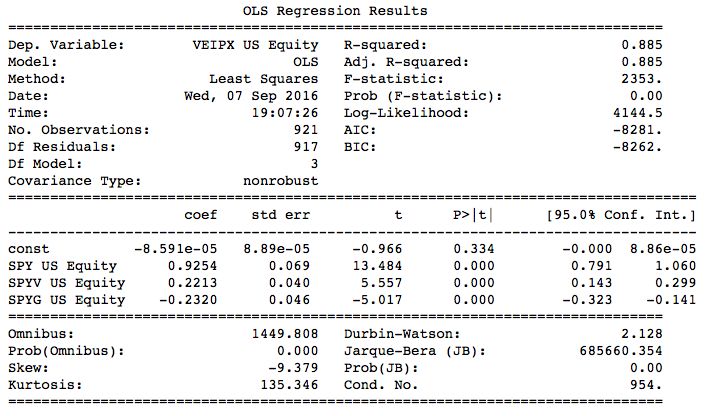 OLS Regression Results
==============================================================================
Dep. Variable: VEIPX US Equity R-squared: 0.885
Model: OLS Adj. R-squared: 0.885
Method: Least Squares F-statistic: 2353.
Date: Wed, 07 Sep 2016 Prob (F-statistic): 0.00
Time: 19:07:26 Log-Likelihood: 4144.5
No. Observations: 921 AIC: -8281.
Df Residuals: 917 BIC: -8262.
Df Model: 3
Covariance Type: nonrobust
==================================================================================
coef std err t P>|t| [95.0% Conf. Int.]
----------------------------------------------------------------------------------
const -8.591e-05 8.89e-05 -0.966 0.334 -0.000 8.86e-05
SPY US Equity 0.9254 0.069 13.484 0.000 0.791 1.060
SPYV US Equity 0.2213 0.040 5.557 0.000 0.143 0.299
SPYG US Equity -0.2320 0.046 -5.017 0.000 -0.323 -0.141
==============================================================================
Omnibus: 1449.808 Durbin-Watson: 2.128
Prob(Omnibus): 0.000 Jarque-Bera (JB): 685660.354
Skew: -9.379 Prob(JB): 0.00
Kurtosis: 135.346 Cond. No. 954.
==============================================================================